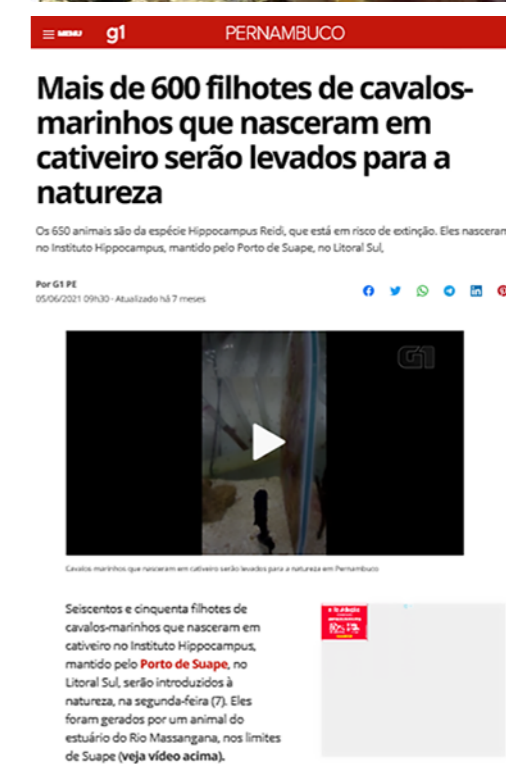 MENU g1 PERNAMBUCO
Mais de 600 filhotes de cavalos-
marinhos que nasceram em
cativeiro serão levados para a
natureza
Os 650 animais são da espécie Hippocampus Reidi, que está em risco de extinção. Eles nasceram
no Instituto Hippocampus, mantido pelo Porto de Suape, no Litoral Sul,
Por G1 PE
05/06/2021 09h30 · Atualizado há 7 meses
G1
Cavalos marinhos que nasceram em cativeiro serão levados para a natureza em Pernambuco
Seiscentos e cinquenta filhotes de
cavalos-marinhos que nasceram em
cativeiro no Instituto Hippocampus,
mantido pelo Porto de Suape, no
Litoral Sul, serão introduzidos à
natureza, na segunda-feira (7). Eles
foram gerados por um animal do
estuário do Rio Massangana, nos limites
de Suape (veja vídeo acima).